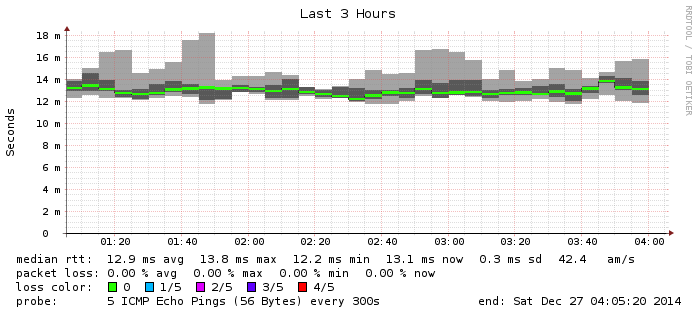 Last 3 Hours
RRDTOOL / TOBI OETIKER
Seconds
18 m
16 m
14 m
12 m
10 m
8 m
6 m
4 m
2 m
0
01:20 01:40 02:00 02:20 02:40 03:00 03:20 03:40 04:00
median rtt: 12.9 ms avg 13.8 ms max 12.2 ms min 13.1 ms now 0.3 ms sd 42.4 am/s
packet loss: 0.00 % avg 0.00 % max 0.00 % min 0.00 % now
loss color: 0 1/5 2/5 3/5 4/5
probe: 5 ICMP Echo Pings (56 Bytes) every 300s end: Sat Dec 27 04:05:20 2014